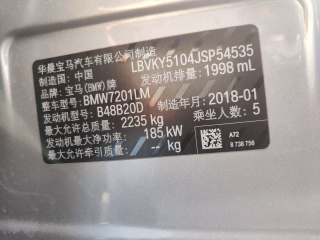 华晨宝马汽车有限公司制造
制造国：中国 LBVKY5104JSP54535
品牌：宝马(BMW)牌 发动机排量：1998 mL
整车型号：BMW7201LM
发动机型号：B48B20D 制造年月：2018-01
最大允许总质量：2235 kg 乘坐人数：5
发动机最大净功率：185 kW A72
最大允许牵引质量：-- kg 8 738 756